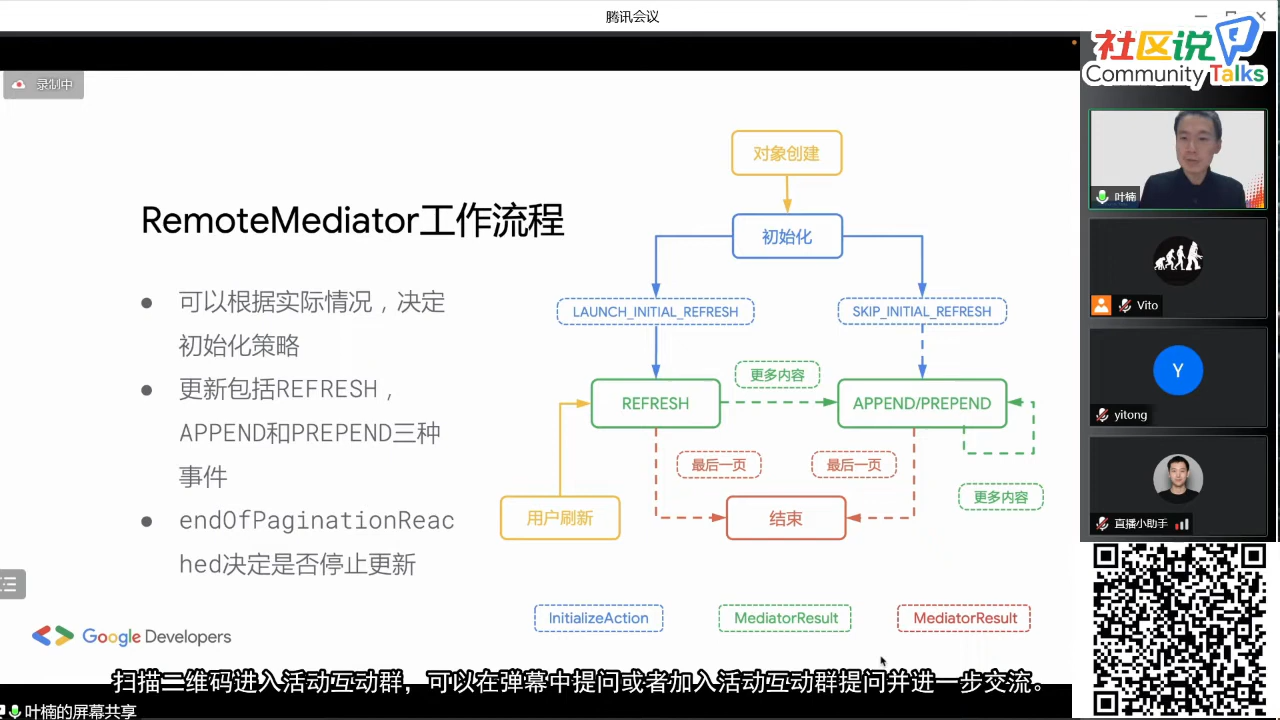 腾讯会议
录制中
社区说
Community Talks
对象创建
RemoteMediator工作流程
初始化
叶楠
可以根据实际情况，决定
初始化策略
LAUNCH_INITIAL_REFRESH
SKIP_INITIAL_REFRESH
Vito
更新包括REFRESH，
APPEND和PREPEND三种
事件
更多内容
REFRESH
APPEND/PREPEND
Y
yitong
最后一页
最后一页
更多内容
endOfPaginationReac
hed决定是否停止更新
用户刷新
结束
直播小助手
InitializeAction
MediatorResult
MediatorResult
Google Developers
扫描二维码进入活动互动群，可以在弹幕中提问或者加入活动互动群提问并进一步交流。
叶楠的屏幕共享